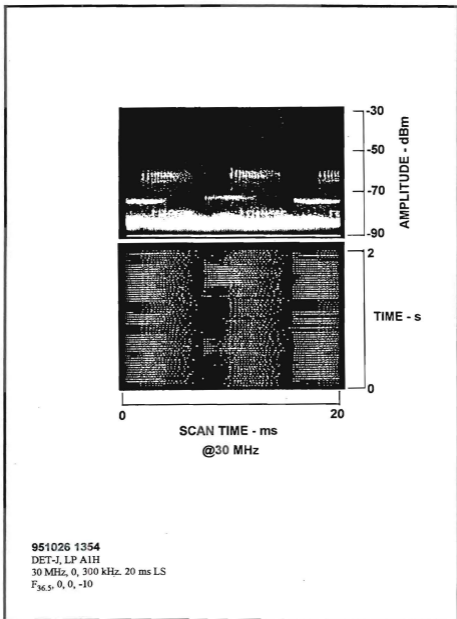 -30
-50
-70
-90
AMPLITUDE - dBm
2
TIME - s
0
0 20
SCAN TIME - ms
@30 MHz
951026 1354
DET-J, LP A1H
30 MHz, 0, 300 kHz. 20 ms LS
F36.5, 0, 0, -10